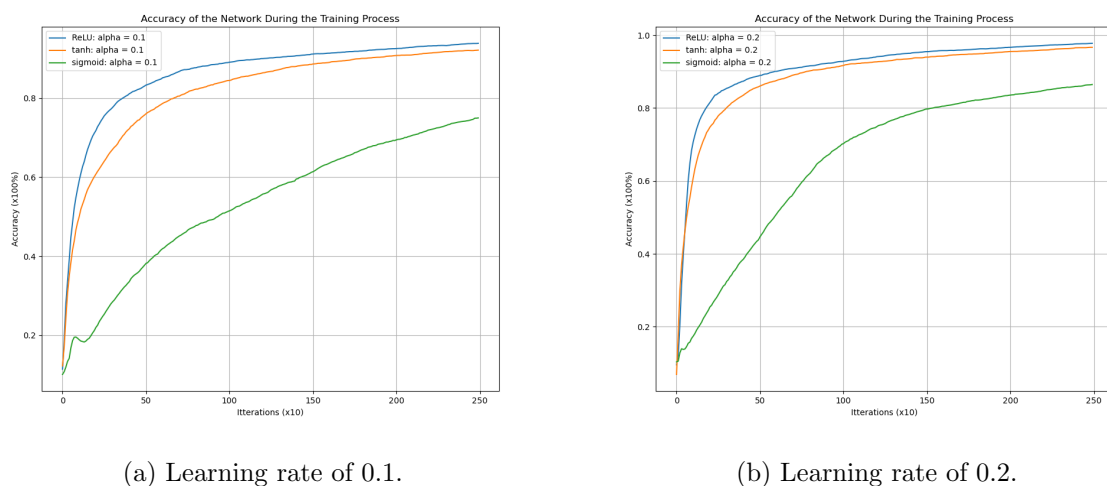 Accuracy of the Network During the Training Process
ReLU: alpha = 0.1
tanh: alpha = 0.1
sigmoid: alpha = 0.1
Accuracy (x100%)
0.8
0.6
0.4
0.2
0 50 100 150 200 250
Itterations (x10)
(a) Learning rate of 0.1.
Accuracy of the Network During the Training Process
ReLU: alpha = 0.2
tanh: alpha = 0.2
sigmoid: alpha = 0.2
Accuracy (x100%)
1.0
0.8
0.6
0.4
0.2
0 50 100 150 200 250
Itterations (x10)
(b) Learning rate of 0.2.